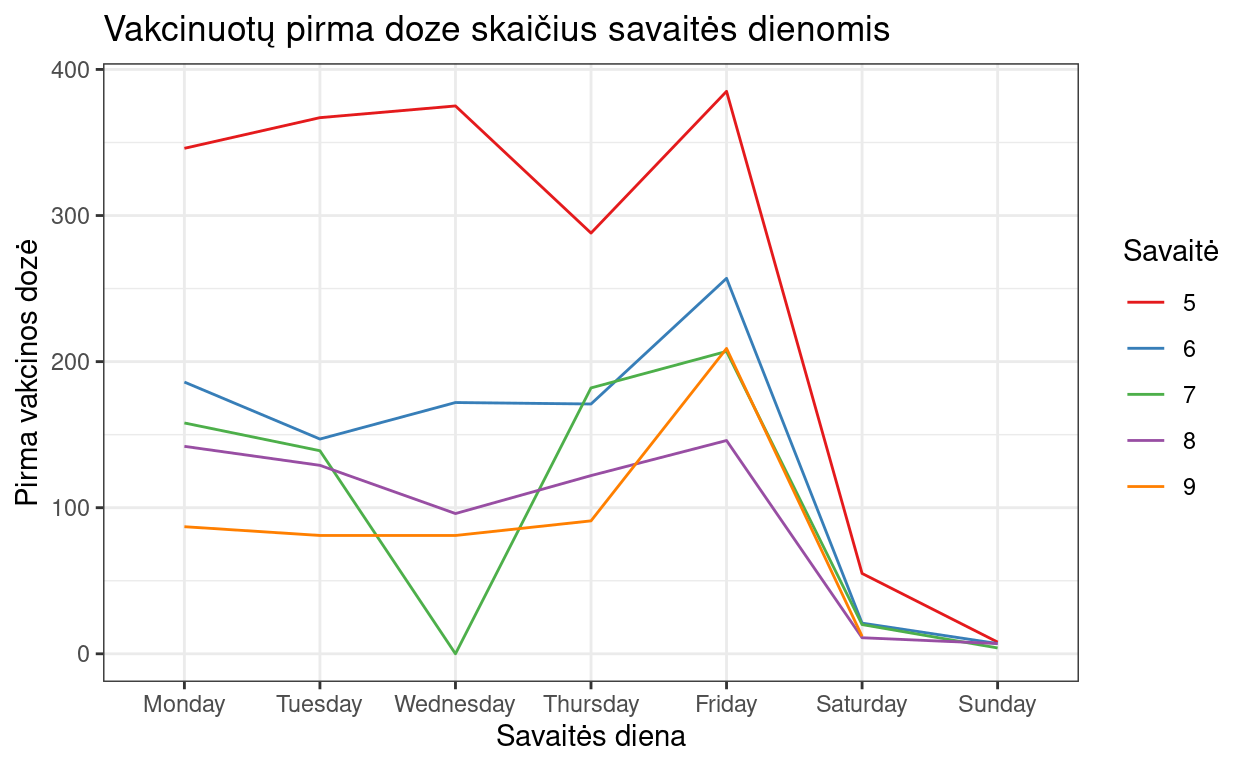 Vakcinuotų pirma doze skaičius savaitės dienomis
400
300
200
100
0
Pirma vakcinos dozė
Monday Tuesday Wednesday Thursday Friday Saturday Sunday
Savaitės diena
Savaitė
5
6
7
8
9